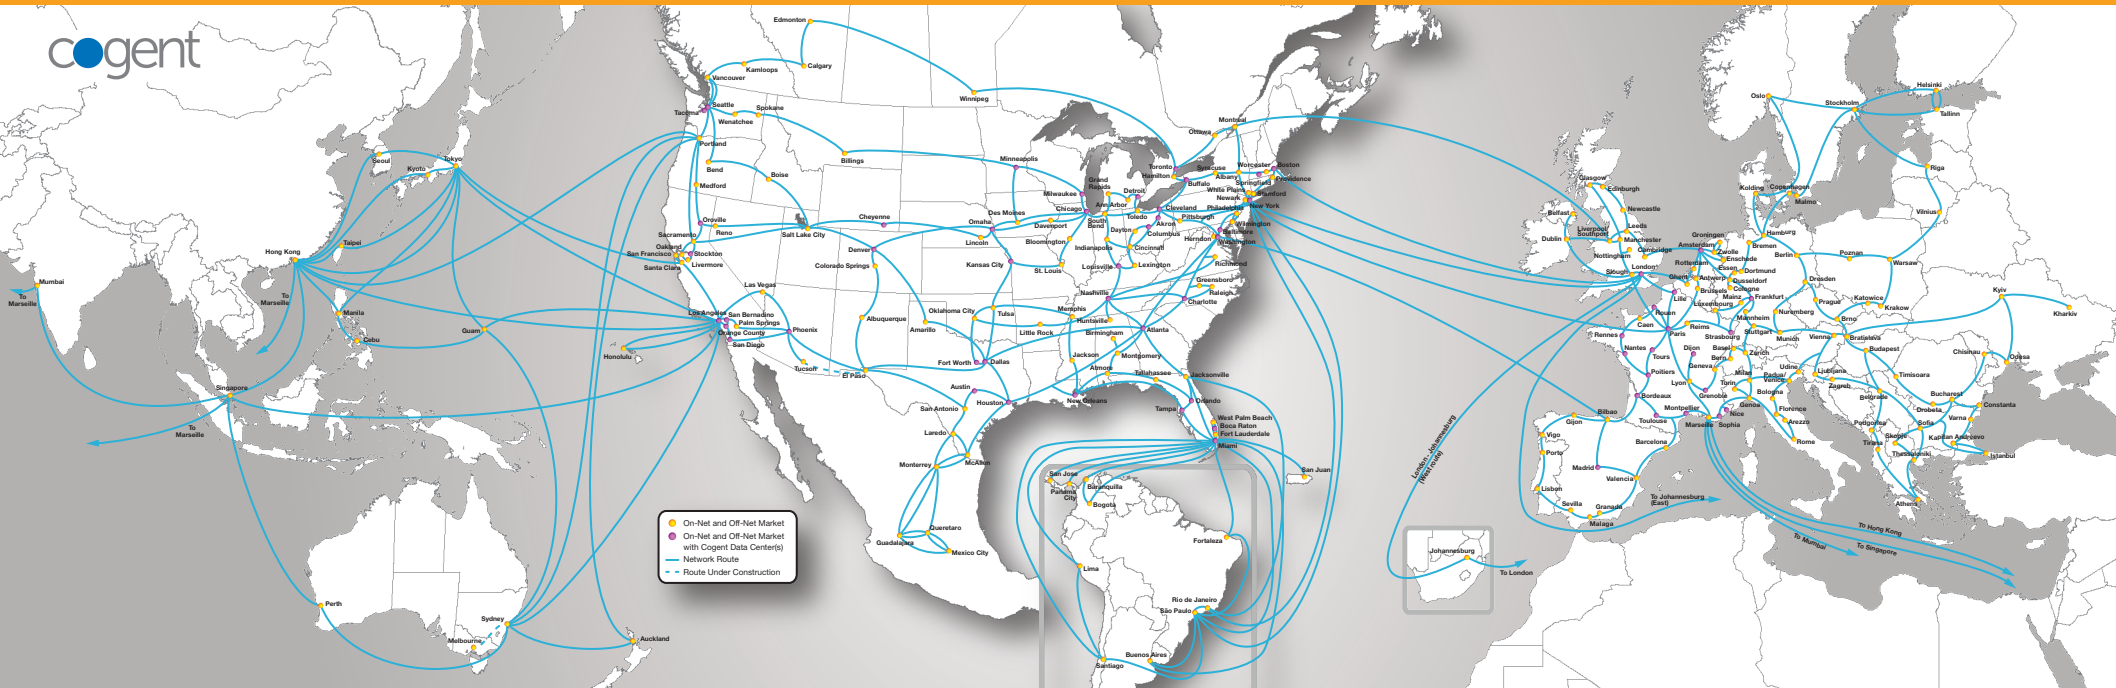 cogent
Edmonton
Kamloops
Calgary
Vancouver
Winnipeg
Seattle
Tacoma
Spokane
Wenatchee
Portland
Bend
Boise
Billings
Medford
Minneapolis
Milwaukee
Grand
Rapids
Detroit
Ann Arbor
Chicago
Toledo
South
Bend
Montreal
Ottawa
Toronto
Hamilton
Syracuse
Buffalo
Albany
Worcester
Boston
Springfield
Providence
White Plains
Stamford
Newark
New York
Philadelphia
Wilmington
Baltimore
Washington
Herndon
Cleveland
Pittsburgh
Akron
Columbus
Dayton
Cincinnati
Indianapolis
Lexington
Louisville
Richmond
Greensboro
Raleigh
Charlotte
Nashville
Memphis
Huntsville
Birmingham
Atlanta
Montgomery
Jackson
Atmore
Tallahassee
Jacksonville
Orlando
Tampa
West Palm Beach
Boca Raton
Fort Lauderdale
Miami
New Orleans
Oroville
Reno
Sacramento
Oakland
San Francisco
Stockton
Santa Clara
Livermore
Salt Lake City
Cheyenne
Denver
Colorado Springs
Omaha
Lincoln
Des Moines
Davenport
Bloomington
Kansas City
St. Louis
Las Vegas
Los Angeles
San Bernadino
Palm Springs
Orange County
San Diego
Phoenix
Tucson
El Paso
Albuquerque
Amarillo
Oklahoma City
Tulsa
Little Rock
Fort Worth
Dallas
Austin
Houston
San Antonio
Laredo
McAllen
Monterrey
Queretaro
Guadalajara
Mexico City
Honolulu
Seoul
Kyoto
Tokyo
Taipei
Hong Kong
Mumbai
To
Marseille
To
Marseille
To
Marseille
Manila
Cebu
Guam
Singapore
Perth
Sydney
Melbourne
Auckland
On-Net and Off-Net Market
On-Net and Off-Net Market
with Cogent Data Center(s)
Network Route
Route Under Construction
San Juan
San Jose
Panama
City
Baranquilla
Bogota
Fortaleza
Lima
Rio de Janeiro
São Paulo
Buenos Aires
Santiago
London - Johannesburg
(West route)
Johannesburg
To London
To Johannesburg
(East)
To Hong Kong
To Mumbai
To Singapore
Oslo
Stockholm
Helsinki
Tallinn
Riga
Vilnius
Kolding
Copenhagen
Malmo
Glasgow
Edinburgh
Newcastle
Belfast
Leeds
Dublin
Liverpool
Southport
Manchester
Nottingham
Cambridge
Slough
London
Groningen
Amsterdam
Zwolle
Enschede
Rotterdam
Essen
Dortmund
Ghent
Antwerp
Dusseldorf
Brussels
Cologne
Lille
Luxembourg
Mainz
Frankfurt
Hamburg
Bremen
Berlin
Poznan
Warsaw
Dresden
Prague
Katowice
Krakow
Nuremberg
Brno
Kyiv
Kharkiv
Rouen
Caen
Rennes
Paris
Reims
Mannheim
Stuttgart
Strasbourg
Munich
Vienna
Bratislava
Budapest
Chisinau
Odesa
Nantes
Tours
Dijon
Basel
Bern
Zurich
Geneva
Poitiers
Lyon
Grenoble
Torin
Milan
Padua/
Venice
Udine
Ljubljana
Zagreb
Timisoara
Belgrade
Bucharest
Drobeta
Constanta
Varna
Sofia
Kapitan Andreevo
Istanbul
Podgorica
Skopje
Tirana
Thessaloniki
Athens
Bologna
Genoa
Florence
Arezzo
Rome
Bordeaux
Montpellier
Toulouse
Marseille
Sophia
Nice
Bilbao
Gijon
Vigo
Porto
Barcelona
Madrid
Valencia
Lisbon
Sevilla
Granada
Malaga